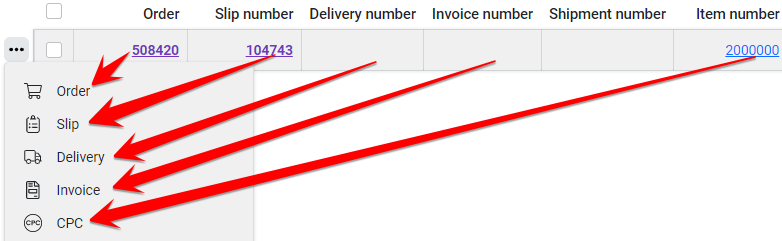 Order Slip number Delivery number Invoice number Shipment number Item number
508420 104743 2000000
Order
Slip
Delivery
Invoice
CPC CPC